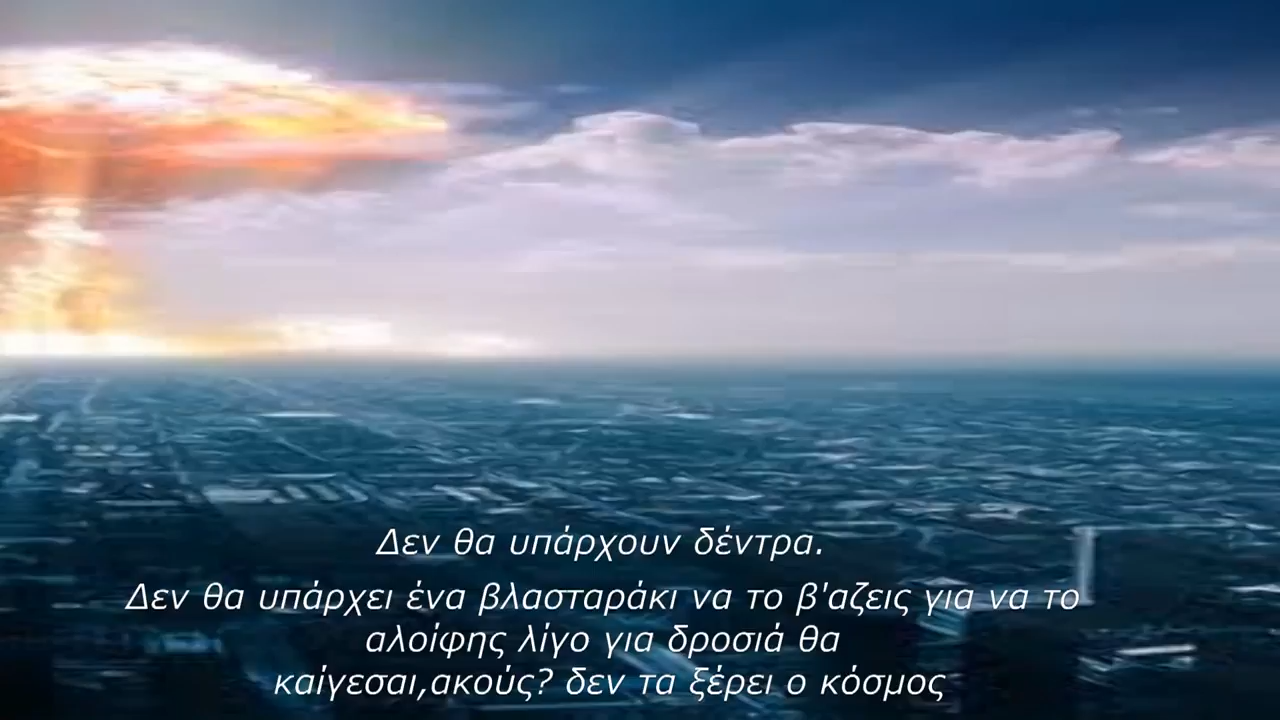 Δεν θα υπάρχουν δέντρα.
Δεν θα υπάρχει ένα βλασταράκι να το β'αζεις για να το
αλοίφης λίγο για δροσιά θα
καίγεσαι,ακούς? δεν τα ξέρει ο κόσμος